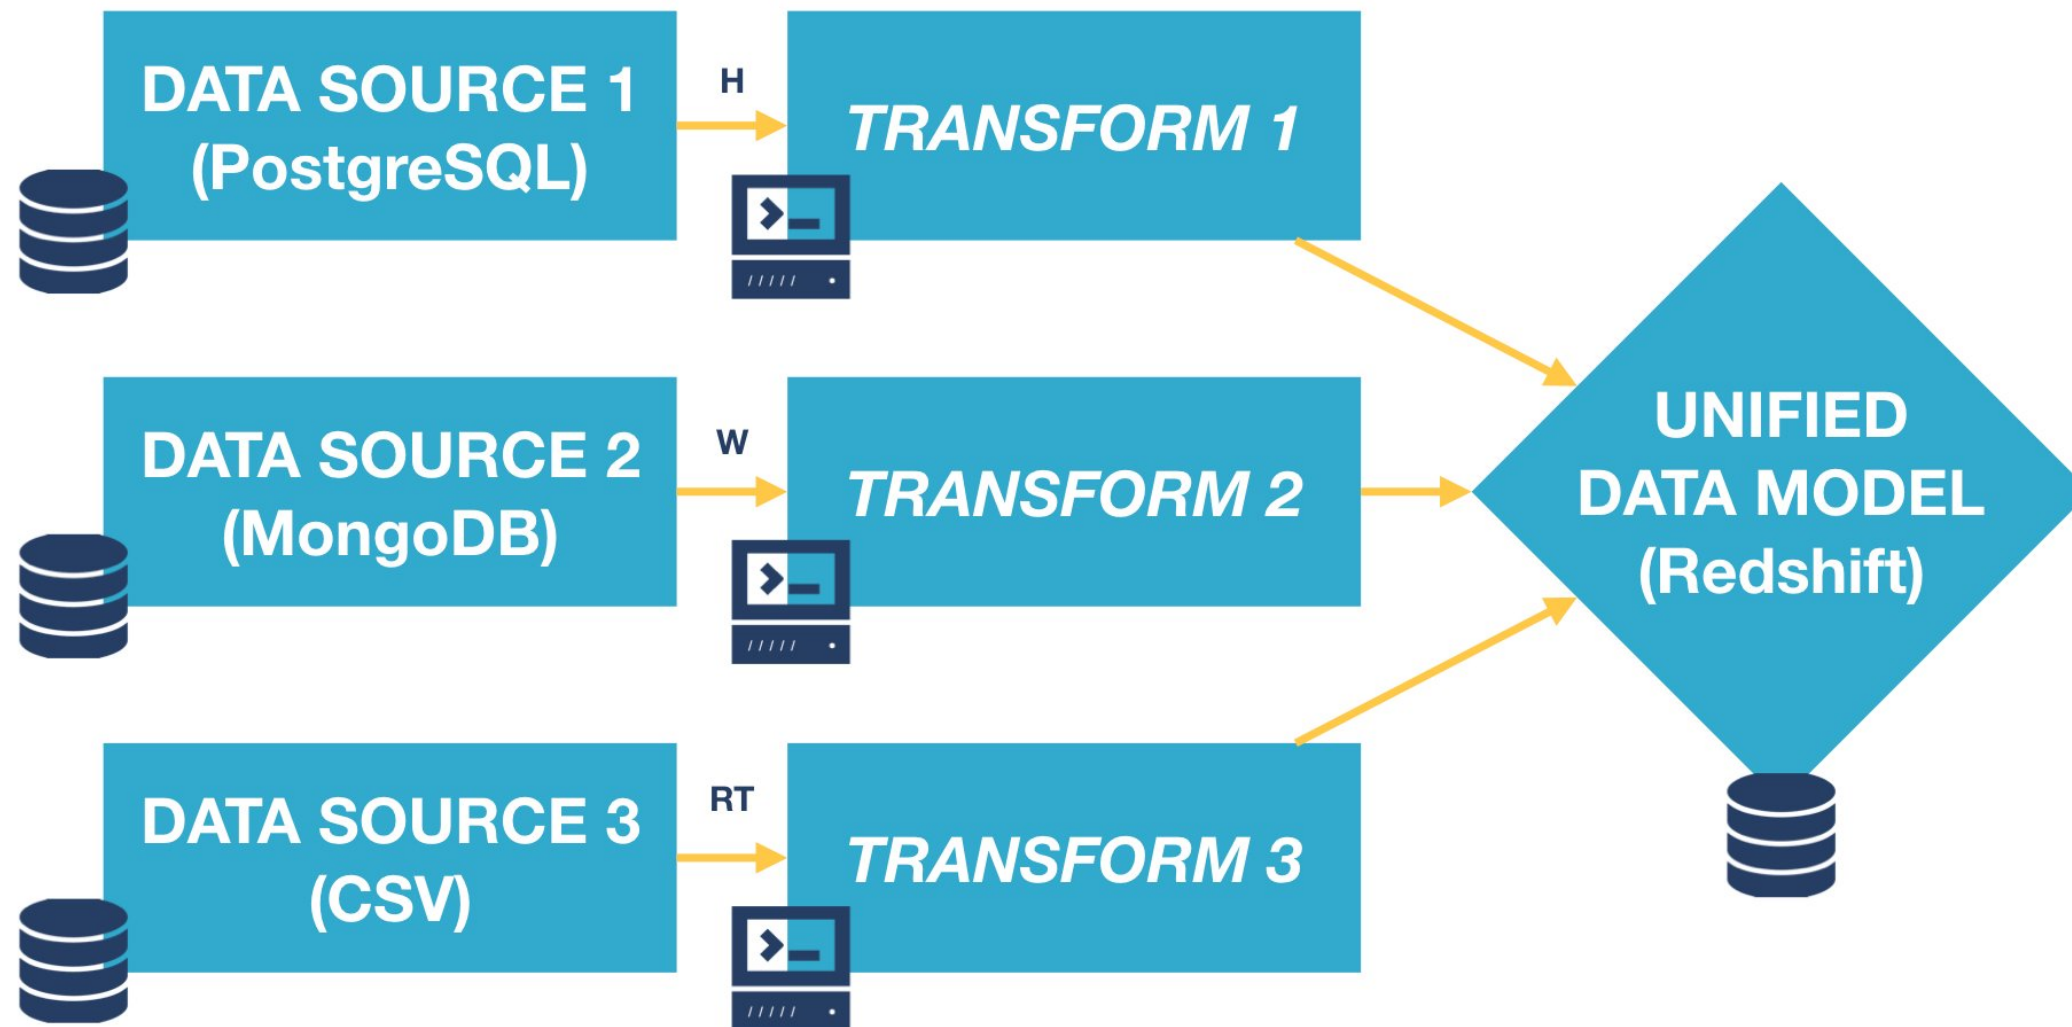 DATA SOURCE 1
(PostgreSQL)
H
TRANSFORM 1
DATA SOURCE 2
(MongoDB)
W
TRANSFORM 2
DATA SOURCE 3
(CSV)
RT
TRANSFORM 3
UNIFIED
DATA MODEL
(Redshift)